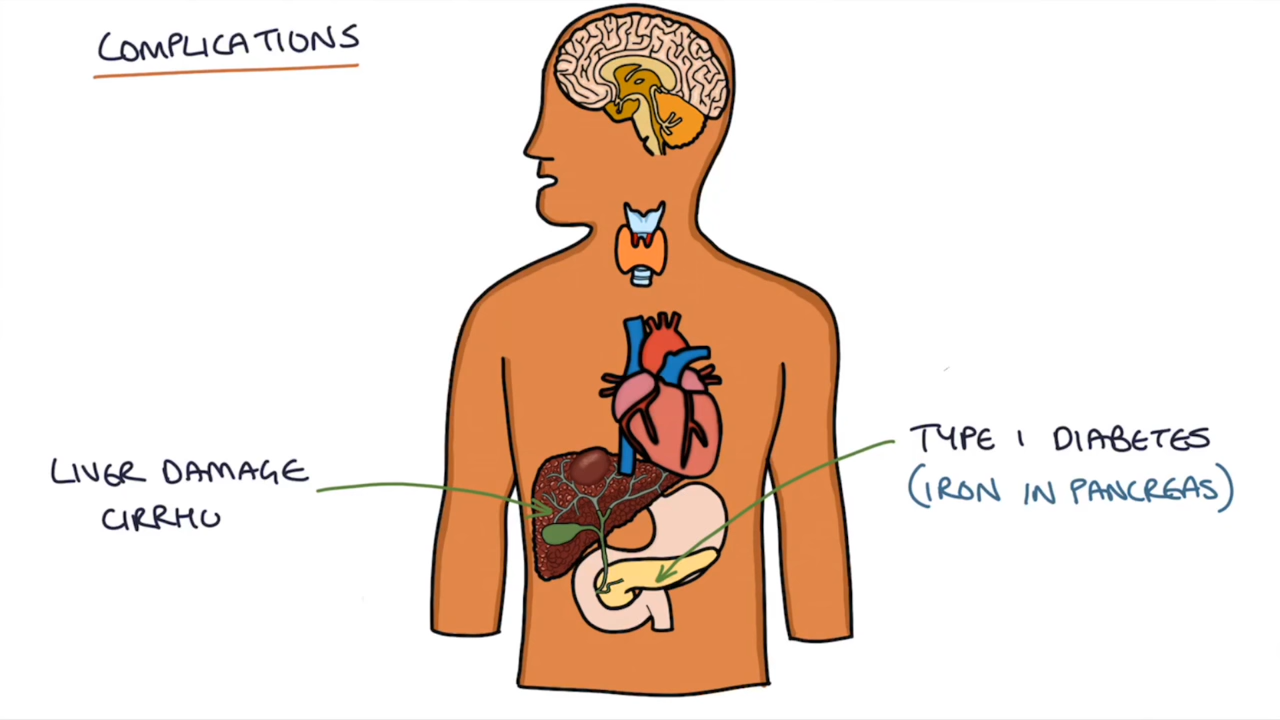 COMPLICATIONS
LIVER DAMAGE
CIRRHO
TYPE 1 DIABETES
(IRON IN PANCREAS)